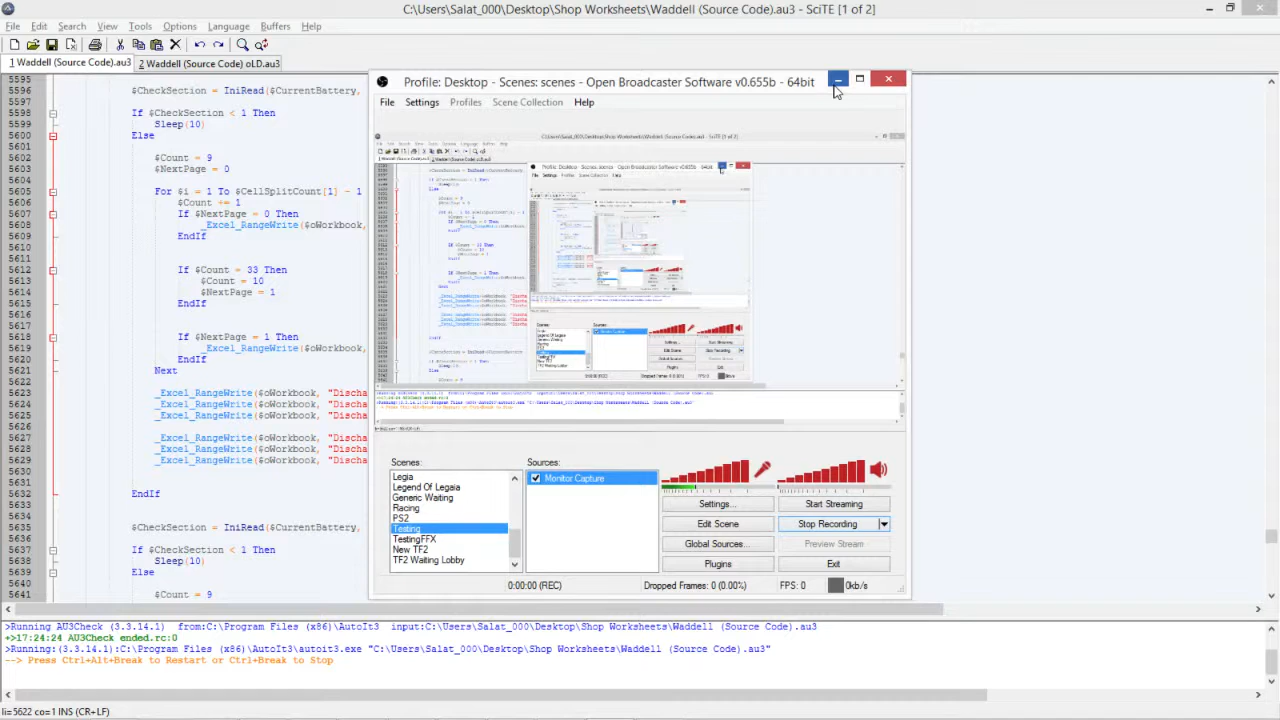 C:\Users\Salat_000\Desktop\Shop Worksheets\Waddell (Source Code).au3 - SciTE [1 of 2]
File Edit Search View Tools Options Language Buffers Help
1 Waddell (Source Code).au3 2 Waddell (Source Code) oLD.au3
5595
5596 $CheckSection = IniRead($CurrentBattery,
5597
5598 If $CheckSection < 1 Then
5599 Sleep(10)
5600 Else
5601
5602 $Count = 9
5603 $NextPage = 0
5604
5605 For $i = 1 To $CellSplitCount[1] - 1
5606 $Count += 1
5607 If $NextPage = 0 Then
5608 _Excel_RangeWrite($oWorkbook,
5609 EndIf
5610
5611
5612 If $Count = 33 Then
5613 $Count = 10
5614 $NextPage = 1
5615 EndIf
5616
5617
5618 If $NextPage = 1 Then
5619 _Excel_RangeWrite($oWorkbook,
5620 EndIf
5621 Next
5622
5623 _Excel_RangeWrite($oWorkbook, "Discha
5624 _Excel_RangeWrite($oWorkbook, "Discha
5625 _Excel_RangeWrite($oWorkbook, "Discha
5626
5627 _Excel_RangeWrite($oWorkbook, "Discha
5628 _Excel_RangeWrite($oWorkbook, "Discha
5629 _Excel_RangeWrite($oWorkbook, "Discha
5630
5631
5632 EndIf
5633
5634
5635 $CheckSection = IniRead($CurrentBattery,
5636
5637 If $CheckSection < 1 Then
5638 Sleep(10)
5639 Else
5640
5641 $Count = 9
Profile: Desktop - Scenes: scenes - Open Broadcaster Software v0.655b - 64bit
File Settings Profiles Scene Collection Help
Scenes:
Legia
Legend Of Legaia
Generic Waiting
Racing
PS2
Testing
TestingFFX
New TF2
TF2 Waiting Lobby
Sources:
Monitor Capture
Settings... Start Streaming
Edit Scene Stop Recording
Global Sources... Preview Stream
Plugins Exit
0:00:00 (REC) Dropped Frames: 0 (0.00%) FPS: 0 0kb/s
>Running AU3Check (3.3.14.1) from:C:\Program Files (x86)\AutoIt3 input:C:\Users\Salat_000\Desktop\Shop Worksheets\Waddell (Source Code).au3
+>17:24:24 AU3Check ended.rc:0
>Running:(3.3.14.1):C:\Program Files (x86)\AutoIt3\autoit3.exe "C:\Users\Salat_000\Desktop\Shop Worksheets\Waddell (Source Code).au3"
--> Press Ctrl+Alt+Break to Restart or Ctrl+Break to Stop
li=5622 co=1 INS (CR+LF)